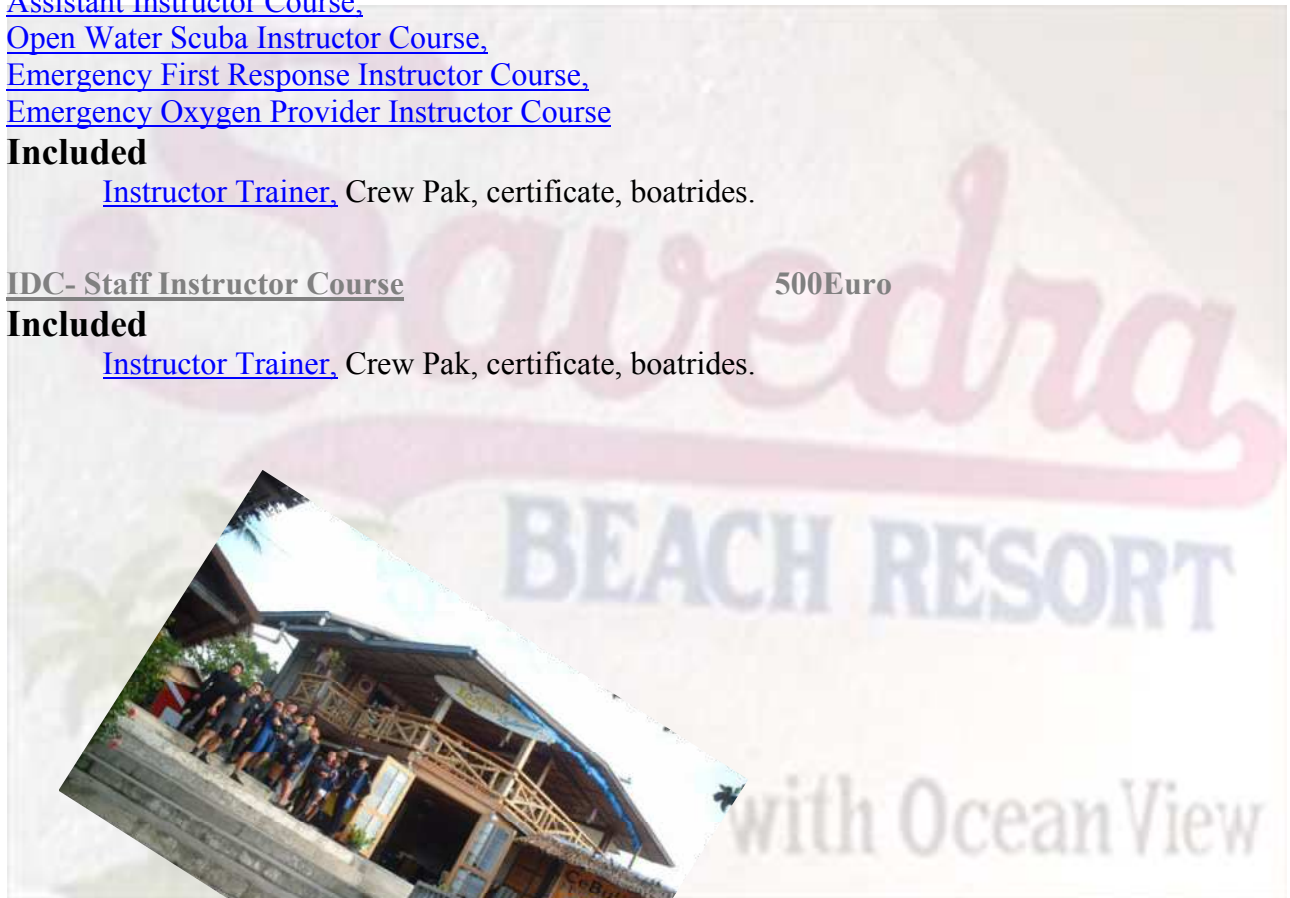 Assistant Instructor Course,
Open Water Scuba Instructor Course,
Emergency First Response Instructor Course,
Emergency Oxygen Provider Instructor Course
Included
Instructor Trainer, Crew Pak, certificate, boatrides.
IDC- Staff Instructor Course 500Euro
Included
Instructor Trainer, Crew Pak, certificate, boatrides.
Savedra
BEACH RESORT
with Ocean View